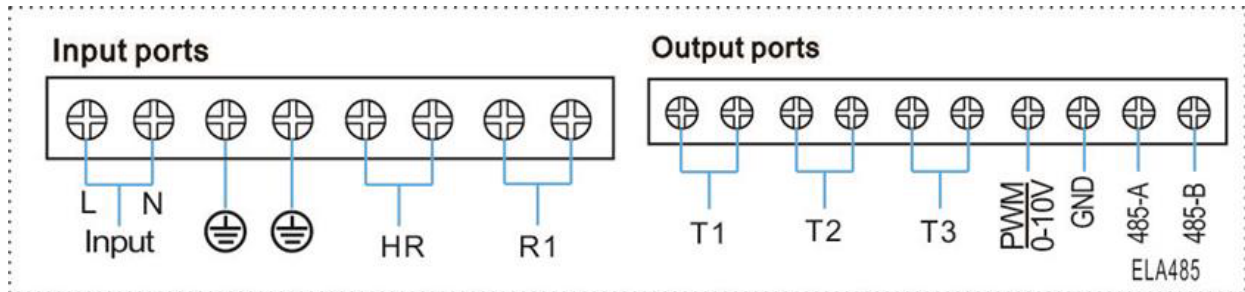 Input ports
Output ports
L N
Input
HR
R1
T1
T2
T3
PWM
0-10V
GND
485-A
485-B
ELA485